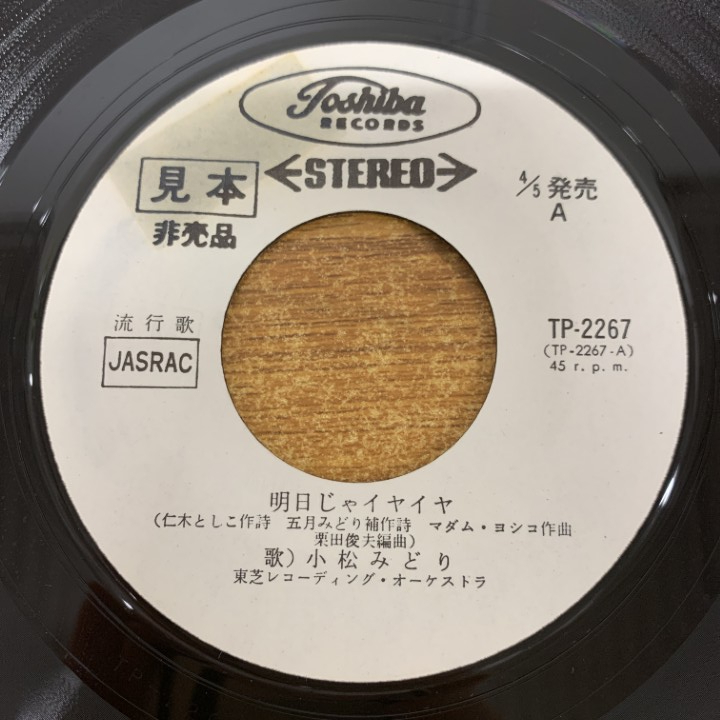 Toshiba
RECORDS
STEREO
見本
非売品
4/5 発売
A
流行歌
JASRAC
TP-2267
(TP-2267-A)
45 r.p.m.
明日じゃイヤイヤ
(仁木としこ作詩 五月みどり補作詩 マダム・ヨシコ作曲
栗田俊夫編曲)
歌)小松みどり
東芝レコーディング・オーケストラ